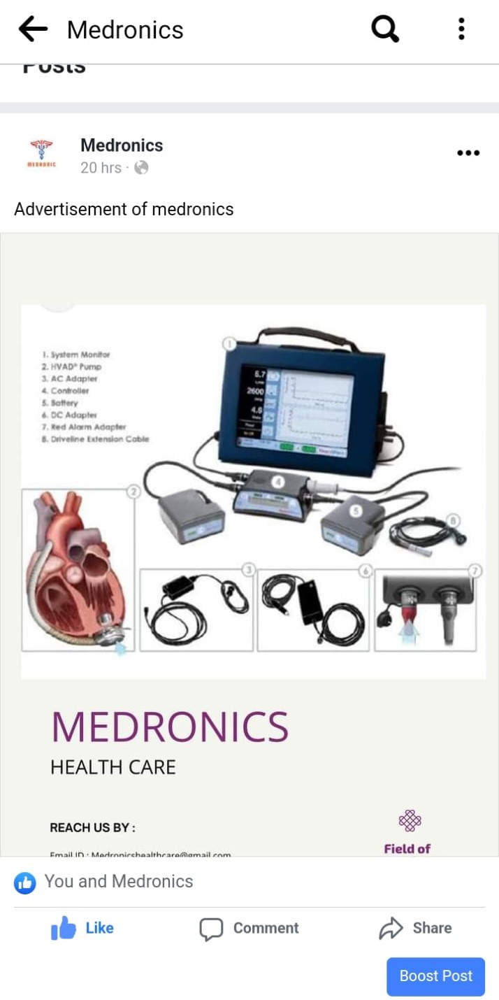 Medronics
Posts
Medronics
MEDRONIC
20 hrs ·
Advertisement of medronics
1. System Monitor
2. HVAD® Pump
3. AC Adapter
4. Controller
5. Battery
6. DC Adapter
7. Red Alarm Adapter
8. Driveline Extension Cable
1
5.7
2600
4.6
2
4
5
8
3
6
7
MEDRONICS
HEALTH CARE
REACH US BY :
Email ID : Medronicshealthcare@gmail.com
Field of
You and Medronics
Like
Comment
Share
Boost Post